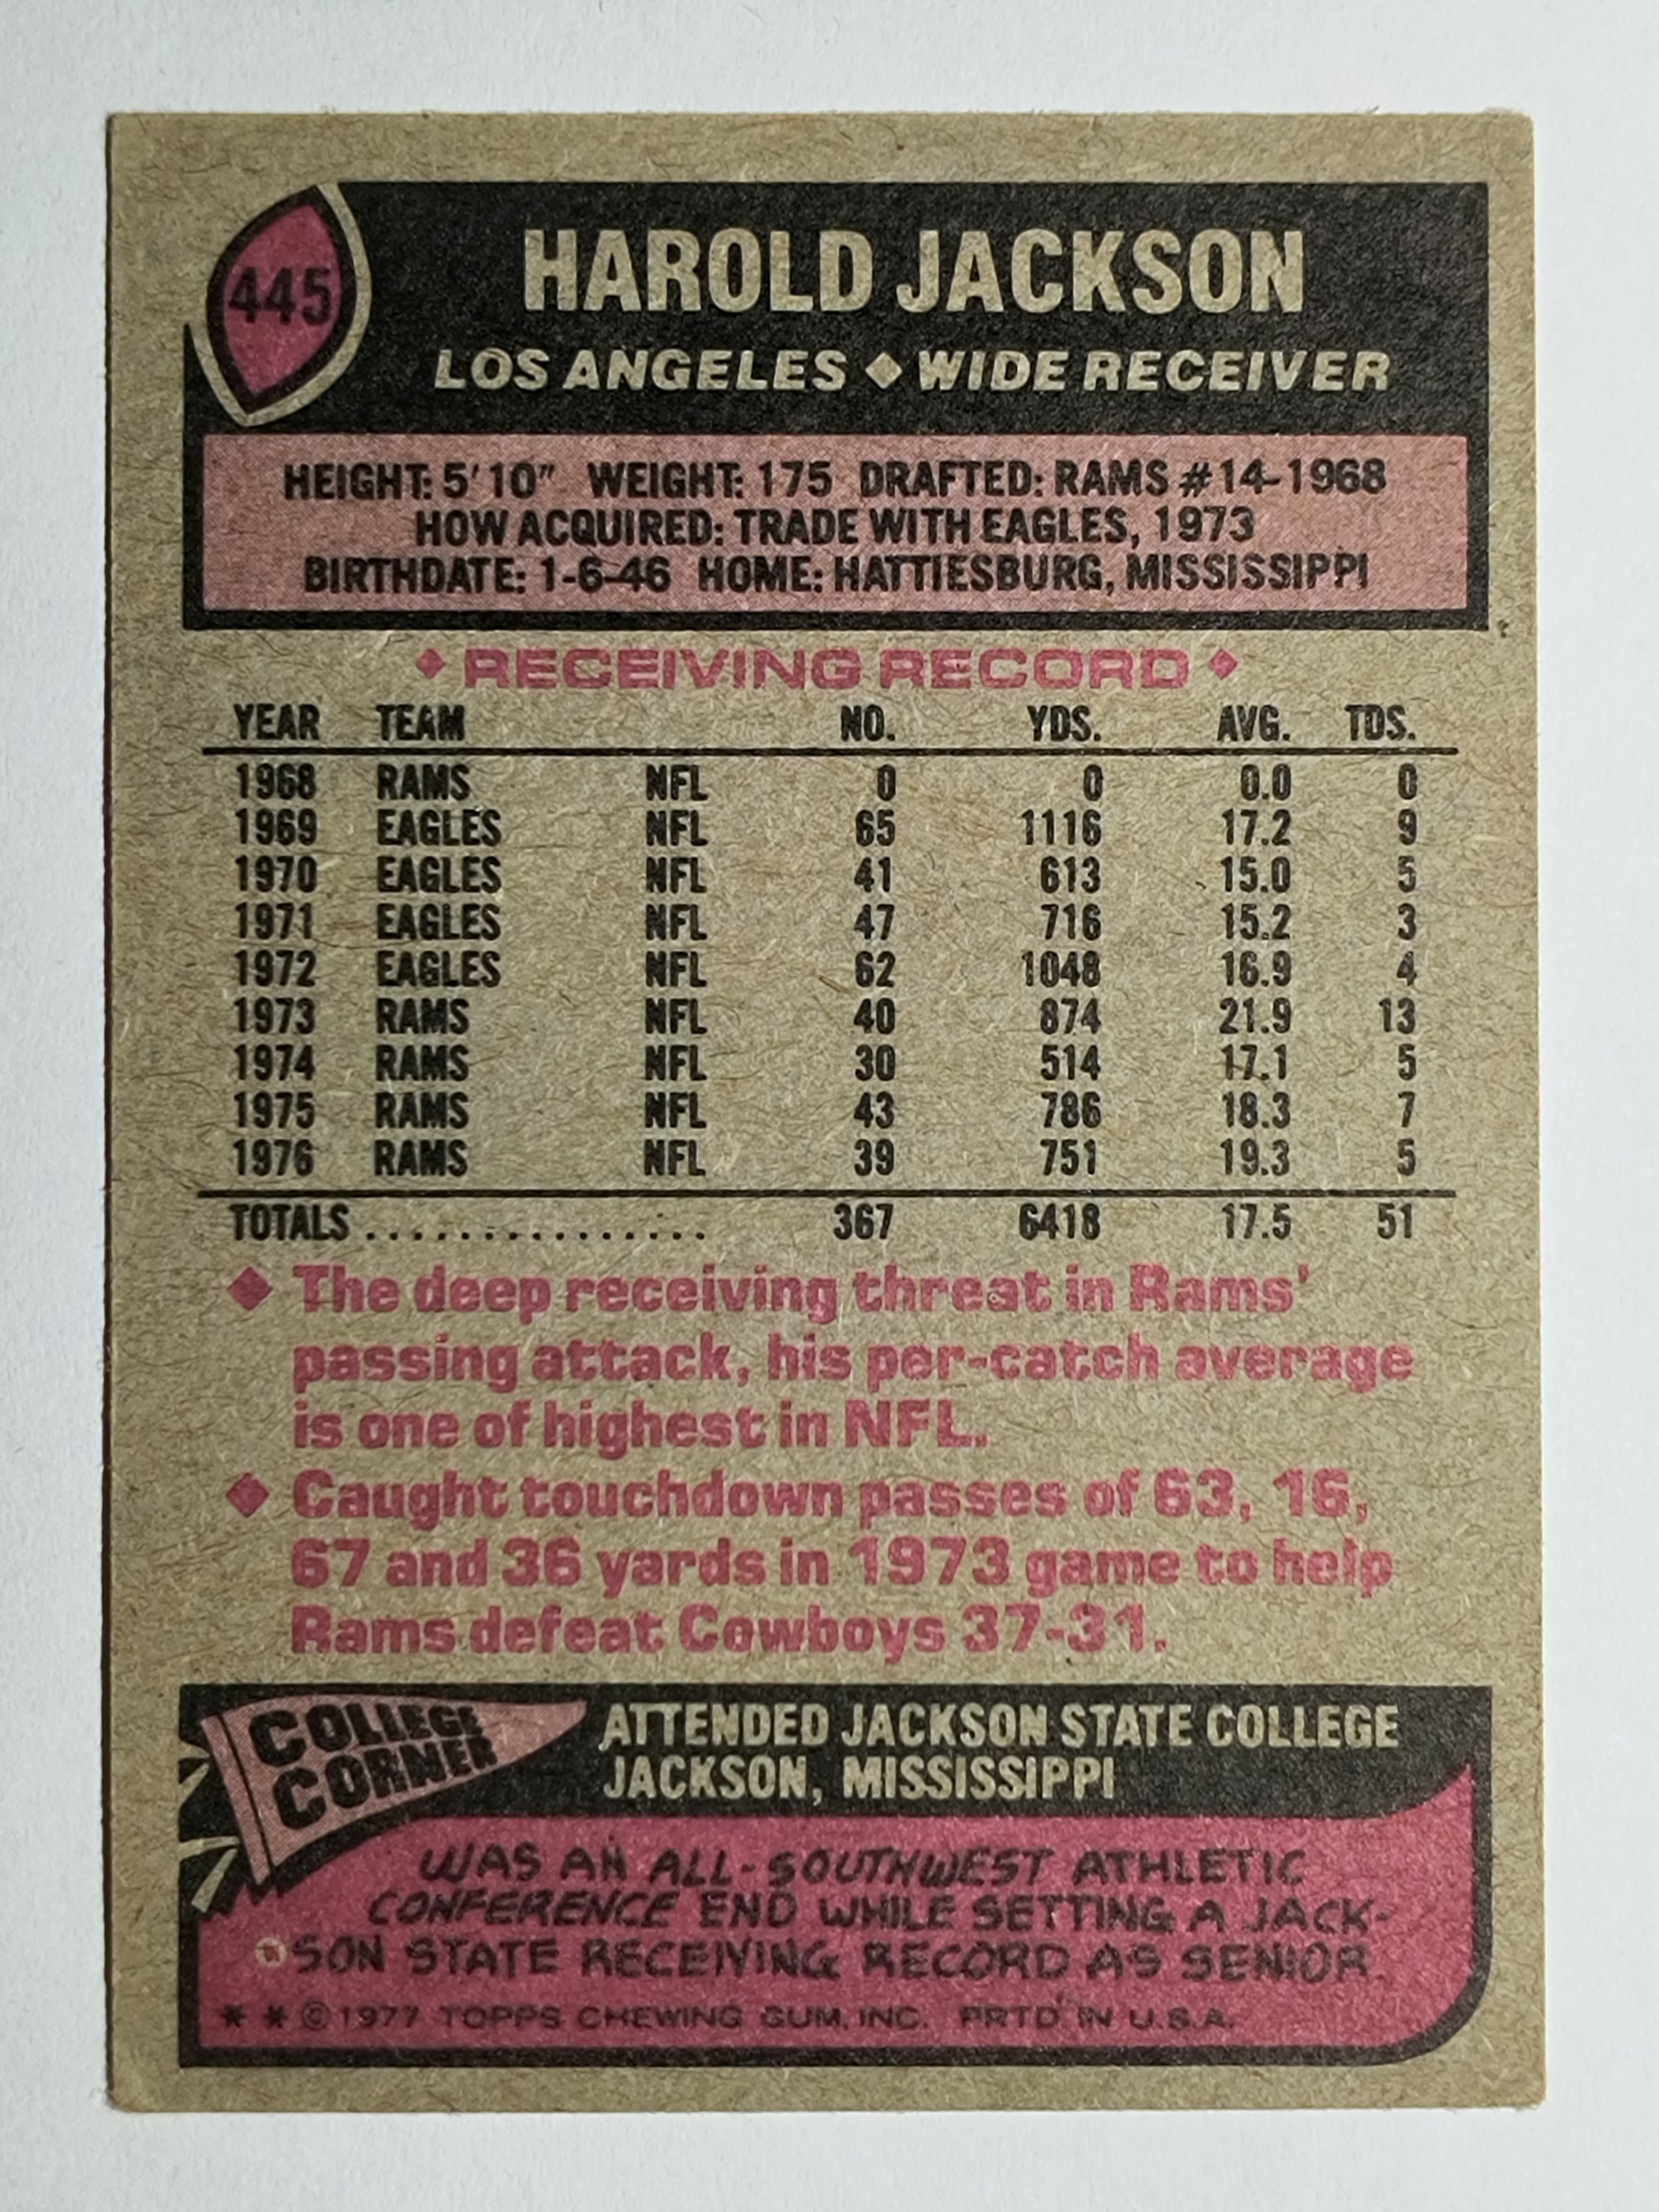 445
HAROLD JACKSON
LOS ANGELES ♦ WIDE RECEIVER
HEIGHT: 5'10" WEIGHT: 175 DRAFTED: RAMS #14-1968
HOW ACQUIRED: TRADE WITH EAGLES, 1973
BIRTHDATE: 1-6-46 HOME: HATTIESBURG, MISSISSIPPI
♦ RECEIVING RECORD ♦
YEAR TEAM NO. YDS. AVG. TDS.
1968 RAMS NFL 0 0 0.0 0
1969 EAGLES NFL 65 1116 17.2 9
1970 EAGLES NFL 41 613 15.0 5
1971 EAGLES NFL 47 716 15.2 3
1972 EAGLES NFL 62 1048 16.9 4
1973 RAMS NFL 40 874 21.9 13
1974 RAMS NFL 30 514 17.1 5
1975 RAMS NFL 43 786 18.3 7
1976 RAMS NFL 39 751 19.3 5
TOTALS ............... 367 6418 17.5 51
♦ The deep receiving threat in Rams'
passing attack, his per-catch average
is one of highest in NFL.
♦ Caught touchdown passes of 63, 16,
67 and 36 yards in 1973 game to help
Rams defeat Cowboys 37-31.
COLLEGE
CORNER
ATTENDED JACKSON STATE COLLEGE
JACKSON, MISSISSIPPI
WAS AN ALL-SOUTHWEST ATHLETIC
CONFERENCE END WHILE SETTING A JACK-
SON STATE RECEIVING RECORD AS SENIOR
* * © 1977 TOPPS CHEWING GUM, INC. PRTD IN U.S.A.